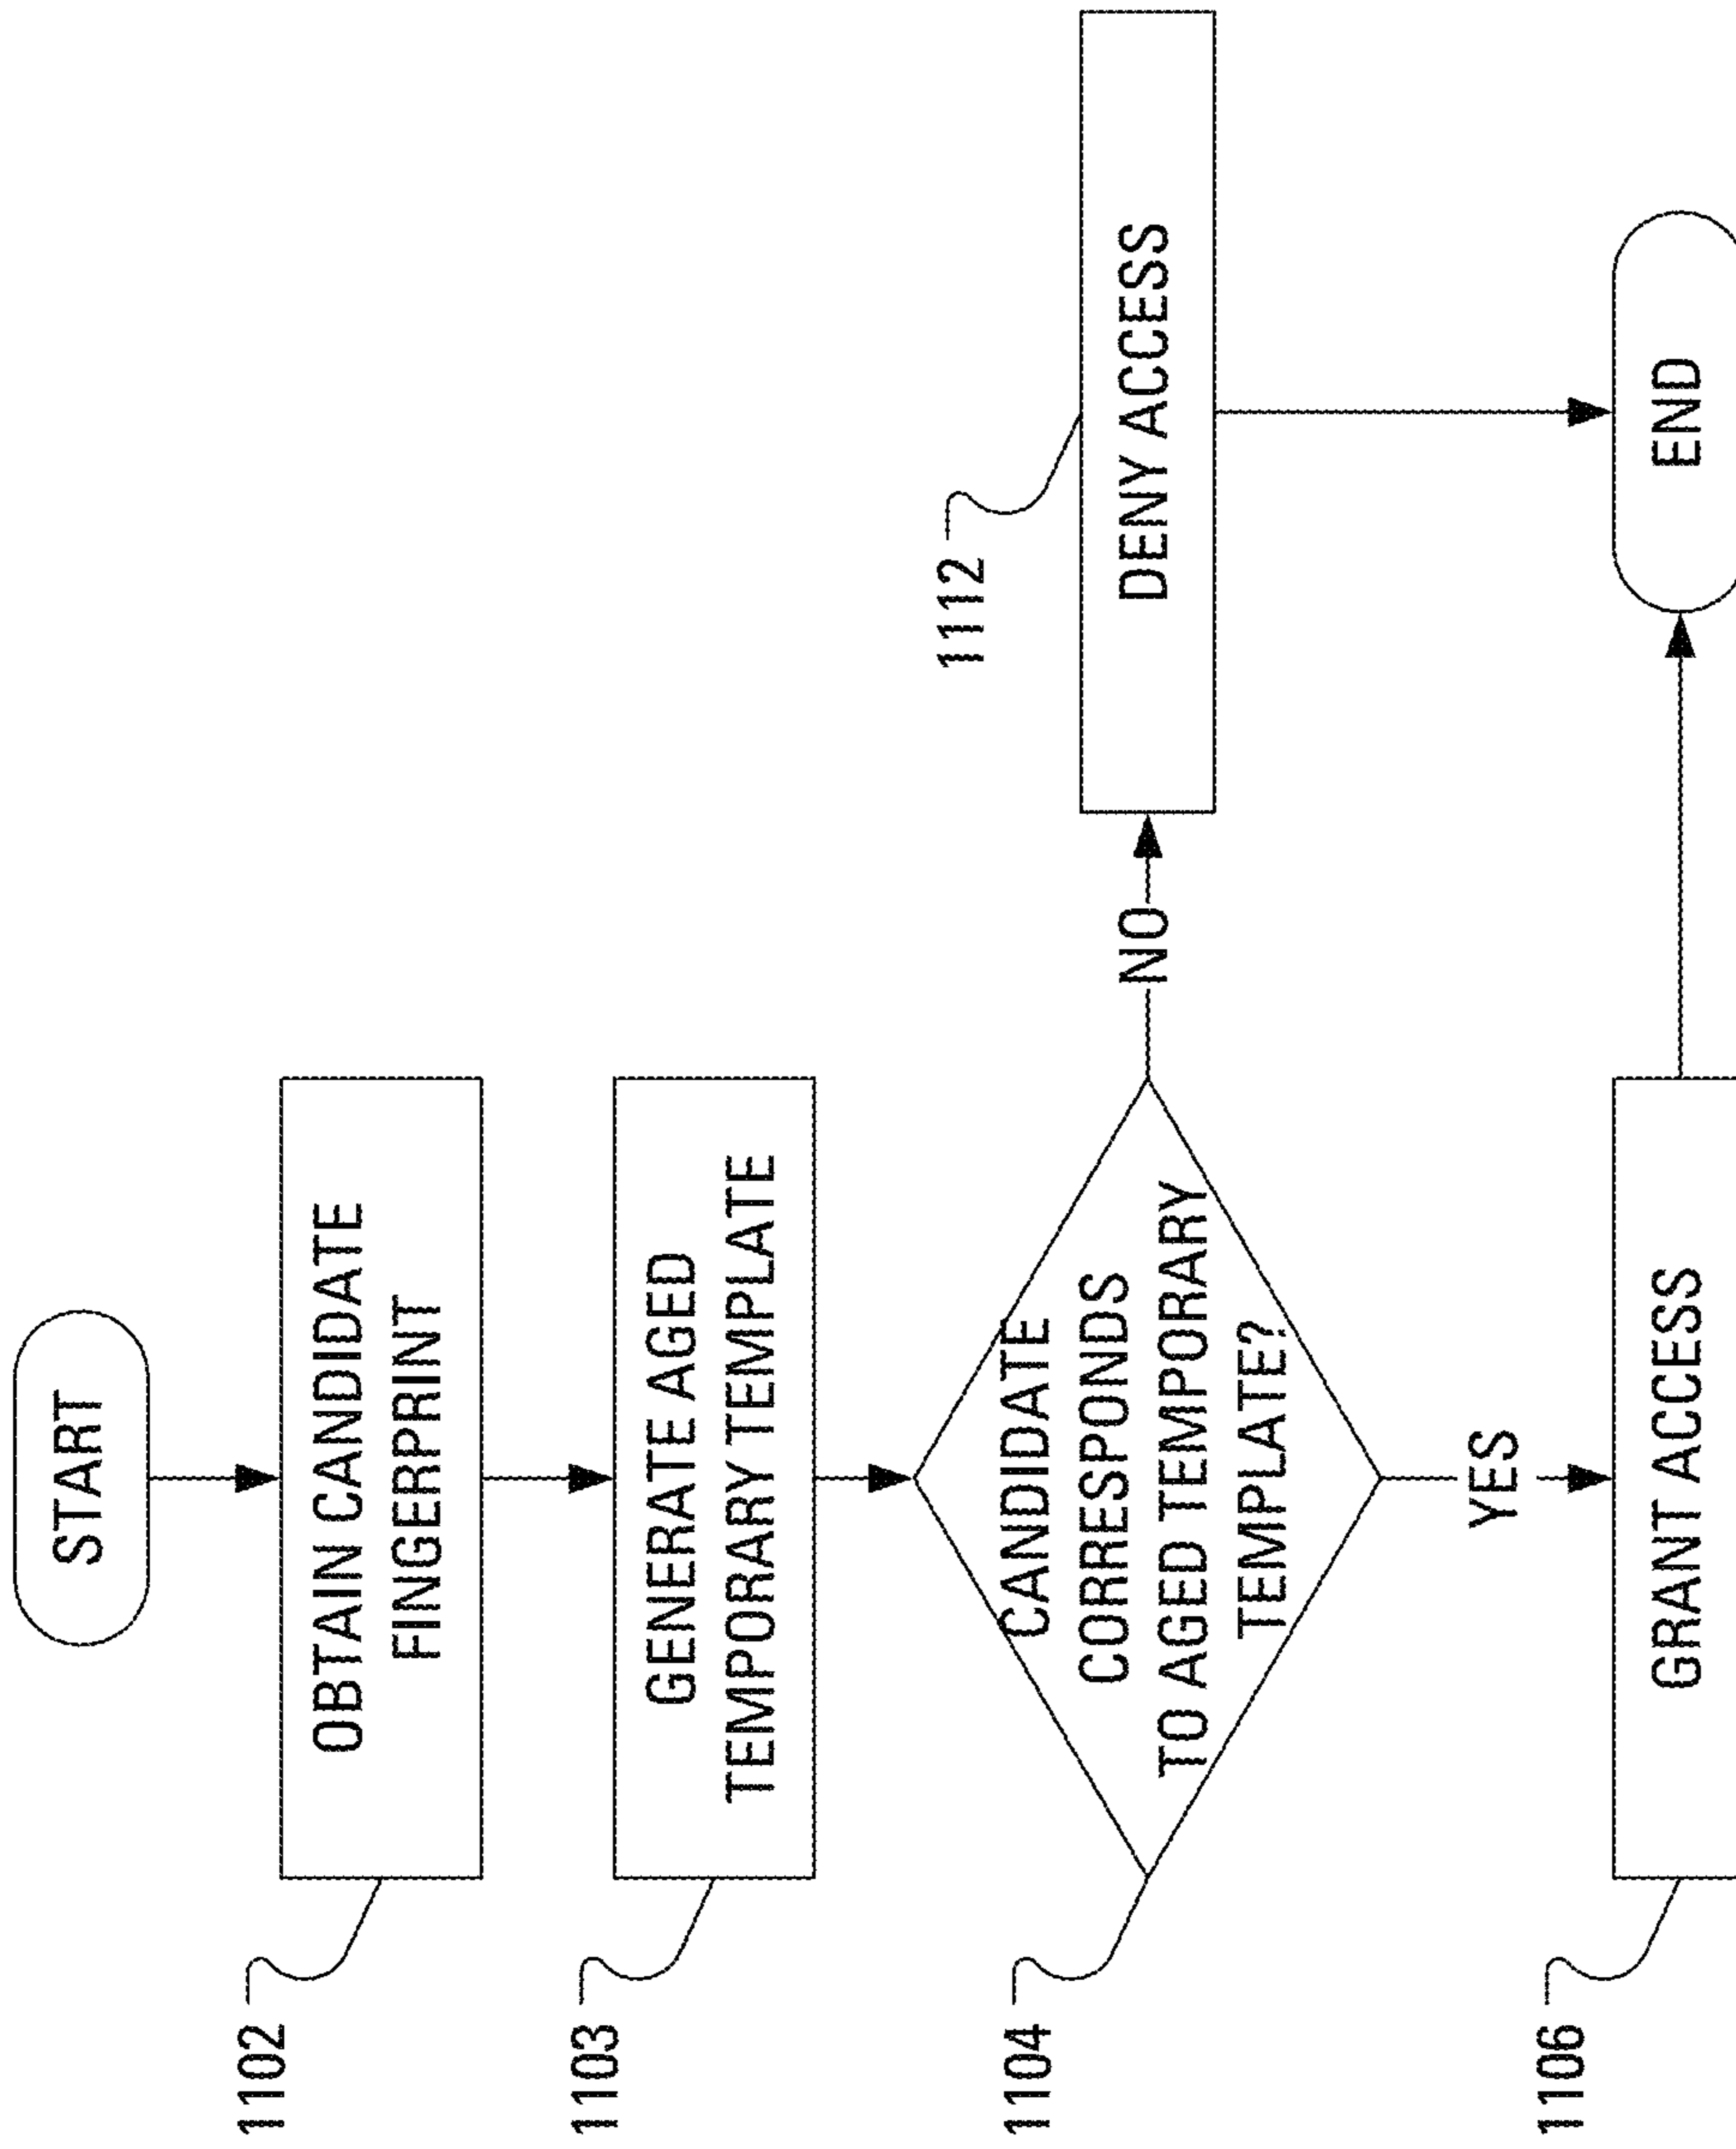 START
1102
OBTAIN CANDIDATE
FINGERPRINT
1103
GENERATE AGED
TEMPORARY TEMPLATE
1104
CANDIDATE
CORRESPONDS
TO AGED TEMPORARY
TEMPLATE?
NO
1112
DENY ACCESS
YES
1106
GRANT ACCESS
END